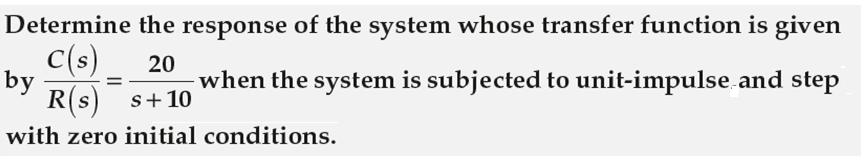 Determine the response of the system whose transfer function is given
by C(s)/R(s) = 20/(s+10) when the system is subjected to unit-impulse and step
with zero initial conditions.